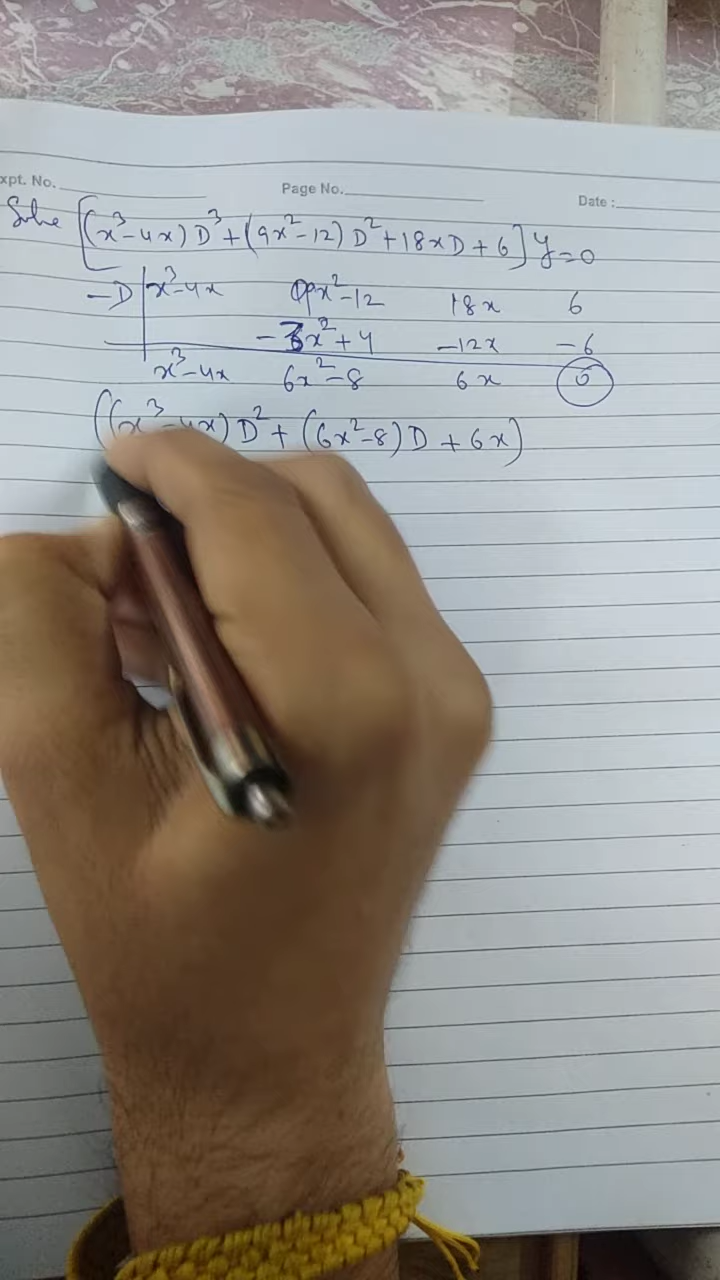 xpt. No.
Page No.
Date :
Solve [(x³-4x) D³ + (9x²-12) D² + 18xD + 6] y = 0
-D | x³-4x 9x²-12 18x 6
-3x²+4 -12x -6
x³-4x 6x²-8 6x 0
((x³-4x) D² + (6x²-8) D + 6x)